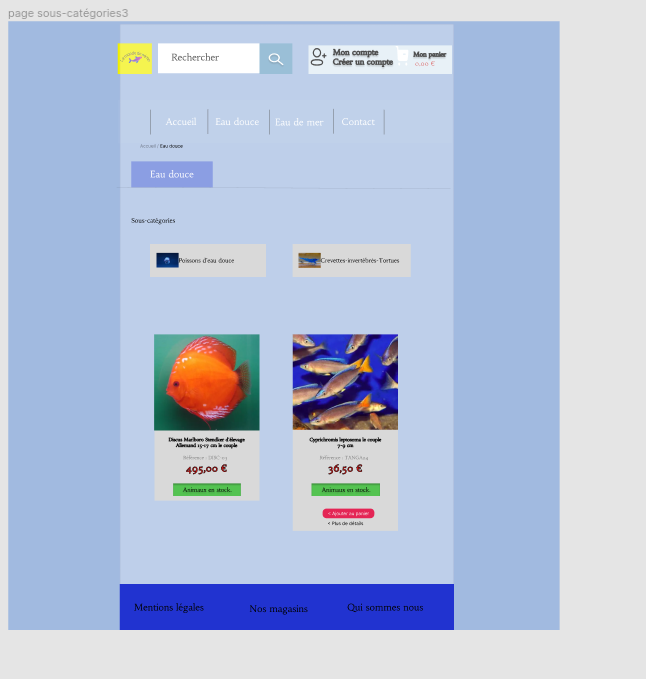 page sous-catégories3
Rechercher
Mon compte
Créer un compte
Mon panier
0,00 €
Accueil
Eau douce
Eau de mer
Contact
Accueil / Eau douce
Eau douce
Sous-catégories
Poissons d'eau douce
Crevettes-invertébrés-Tortues
Discus Marlboro Stendker d'élevage
Allemand 15-17 cm le couple
Référence : DISC 03
495,00 €
Animaux en stock.
Cyprichromis leptosoma le couple
7-9 cm
Référence : TANGA04
36,50 €
Animaux en stock.
< Ajouter au panier
< Plus de détails
Mentions légales
Nos magasins
Qui sommes nous